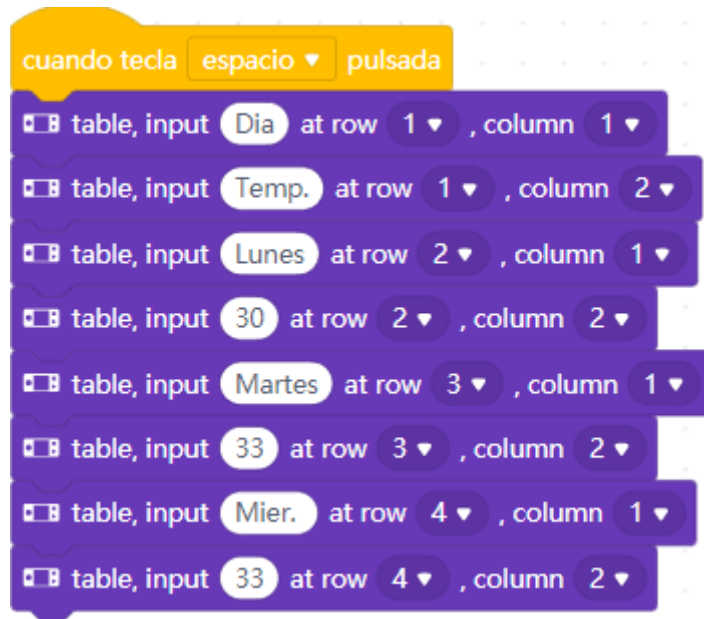 cuando tecla espacio pulsada
table, input Dia at row 1 , column 1
table, input Temp. at row 1 , column 2
table, input Lunes at row 2 , column 1
table, input 30 at row 2 , column 2
table, input Martes at row 3 , column 1
table, input 33 at row 3 , column 2
table, input Mier. at row 4 , column 1
table, input 33 at row 4 , column 2